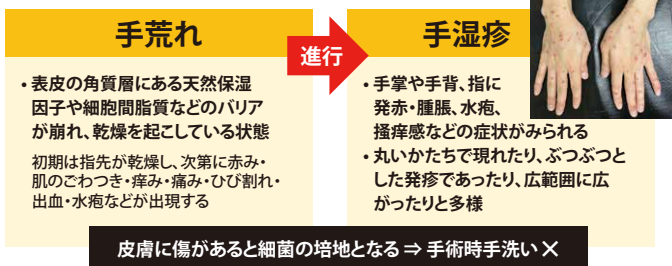 手荒れ
・表皮の角質層にある天然保湿
因子や細胞間脂質などのバリア
が崩れ、乾燥を起こしている状態
初期は指先が乾燥し、次第に赤み・
肌のごわつき・痒み・痛み・ひび割れ・
出血・水疱などが出現する
進行
手湿疹
・手掌や手背、指に
発赤・腫脹、水疱、
掻痒感などの症状がみられる
・丸いかたちで現れたり、ぶつぶつと
した発疹であったり、広範囲に広
がったりと多様
皮膚に傷があると細菌の培地となる⇒手術時手洗い×